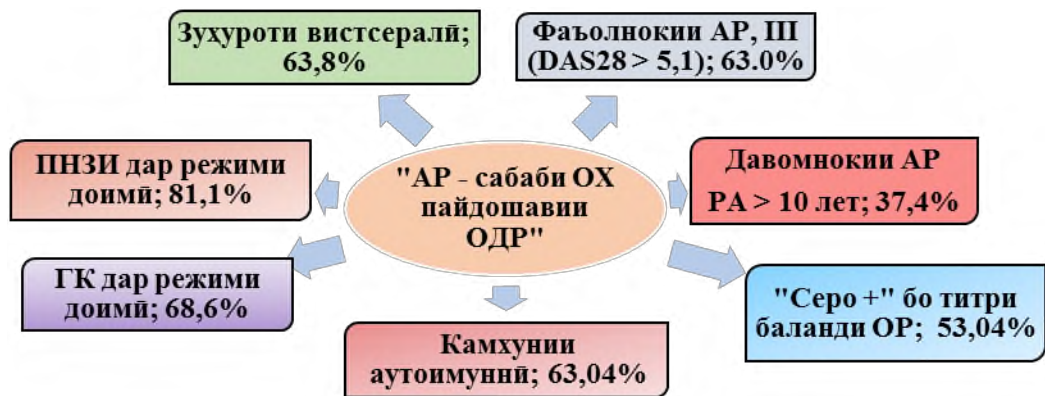 Зуҳуроти вистсералӣ;
63,8%
Фаъолнокии АР, III
(DAS28 > 5,1); 63.0%
ПНЗИ дар режими
доимӣ; 81,1%
"АР - сабаби ОХ
пайдошавии
ОДР"
Давомнокии АР
РА > 10 лет; 37,4%
ГК дар режими
доимӣ; 68,6%
Камхунии
аутоимуннӣ; 63,04%
"Серо +" бо титри
баланди ОР; 53,04%